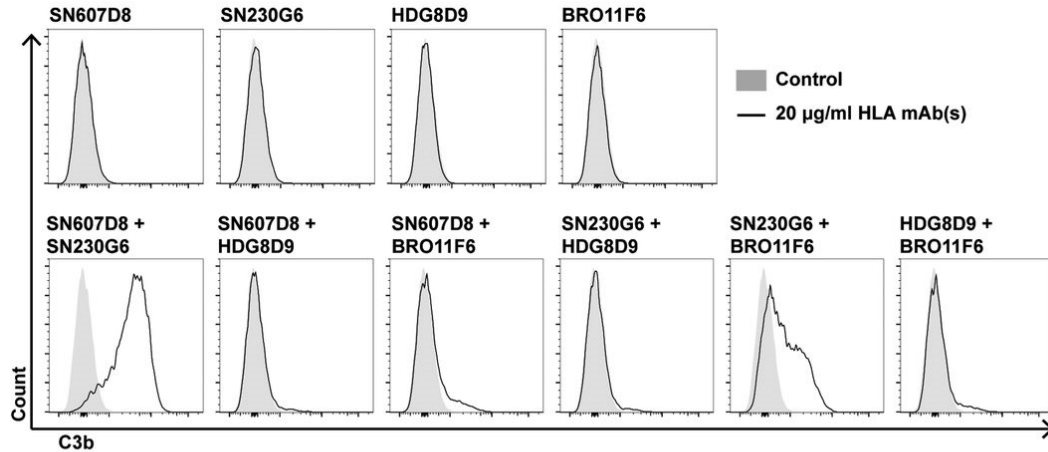 SN607D8
SN230G6
HDG8D9
BRO11F6
Control
20 µg/ml HLA mAb(s)
SN607D8 +
SN230G6
SN607D8 +
HDG8D9
SN607D8 +
BRO11F6
SN230G6 +
HDG8D9
SN230G6 +
BRO11F6
HDG8D9 +
BRO11F6
Count
C3b